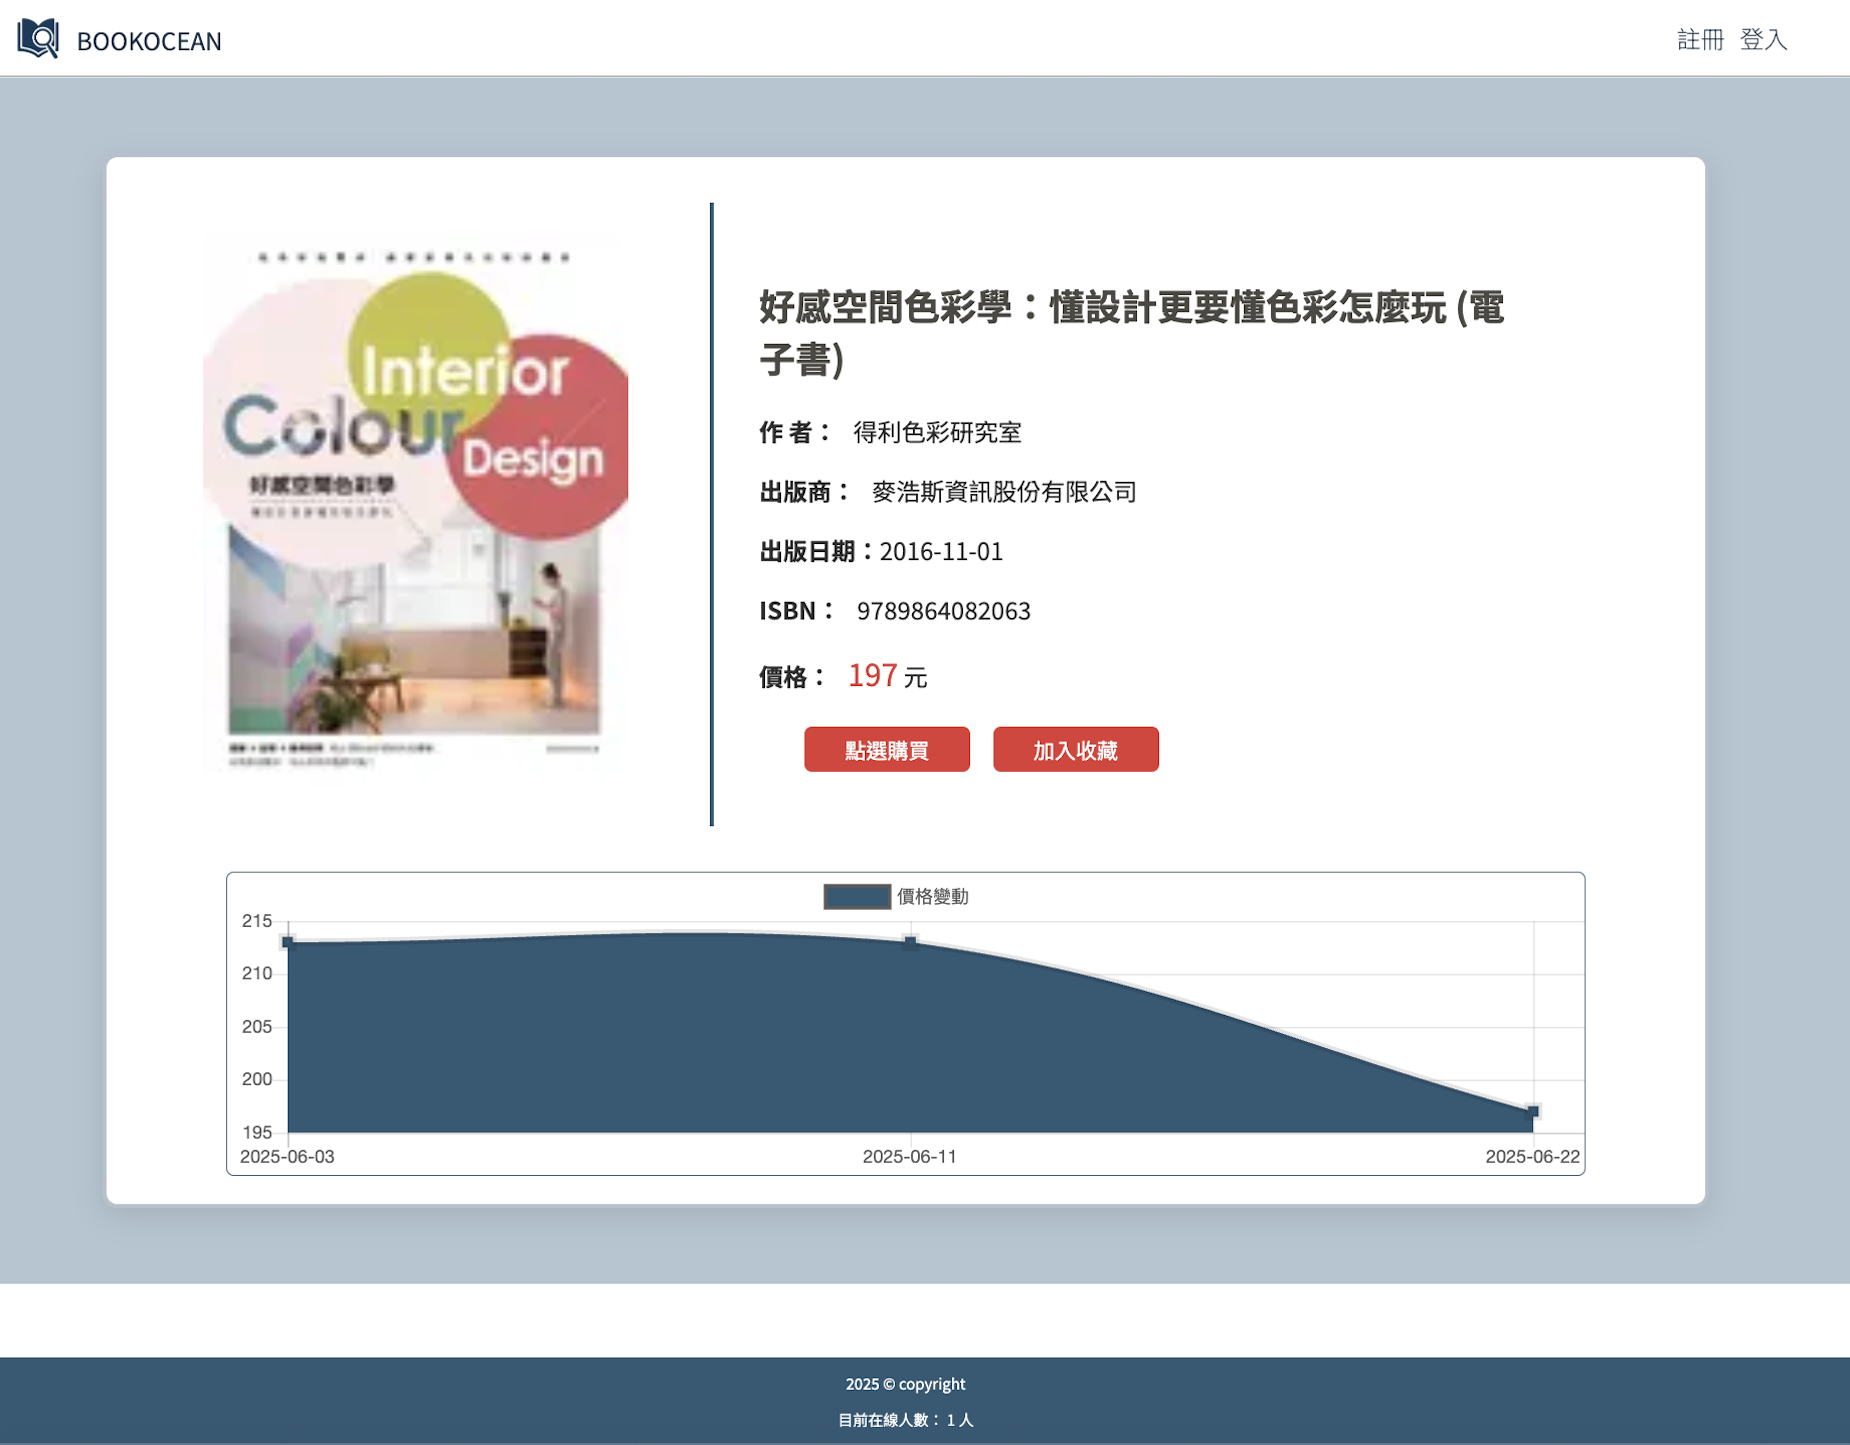 BOOKOCEAN
註冊 登入
Interior
Colour
Design
好感空間色彩學
好感空間色彩學：懂設計更要懂色彩怎麼玩 (電
子書)
作 者： 得利色彩研究室
出版商： 麥浩斯資訊股份有限公司
出版日期：2016-11-01
ISBN： 9789864082063
價格： 197 元
點選購買 加入收藏
價格變動
215
210
205
200
195
2025-06-03 2025-06-11 2025-06-22
2025 © copyright
目前在線人數： 1 人